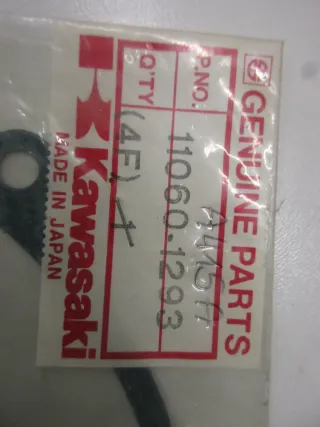 GENUINE PARTS
P.NO. 11060-1293
Q'TY (4E) 1
Kawasaki
MADE IN JAPAN